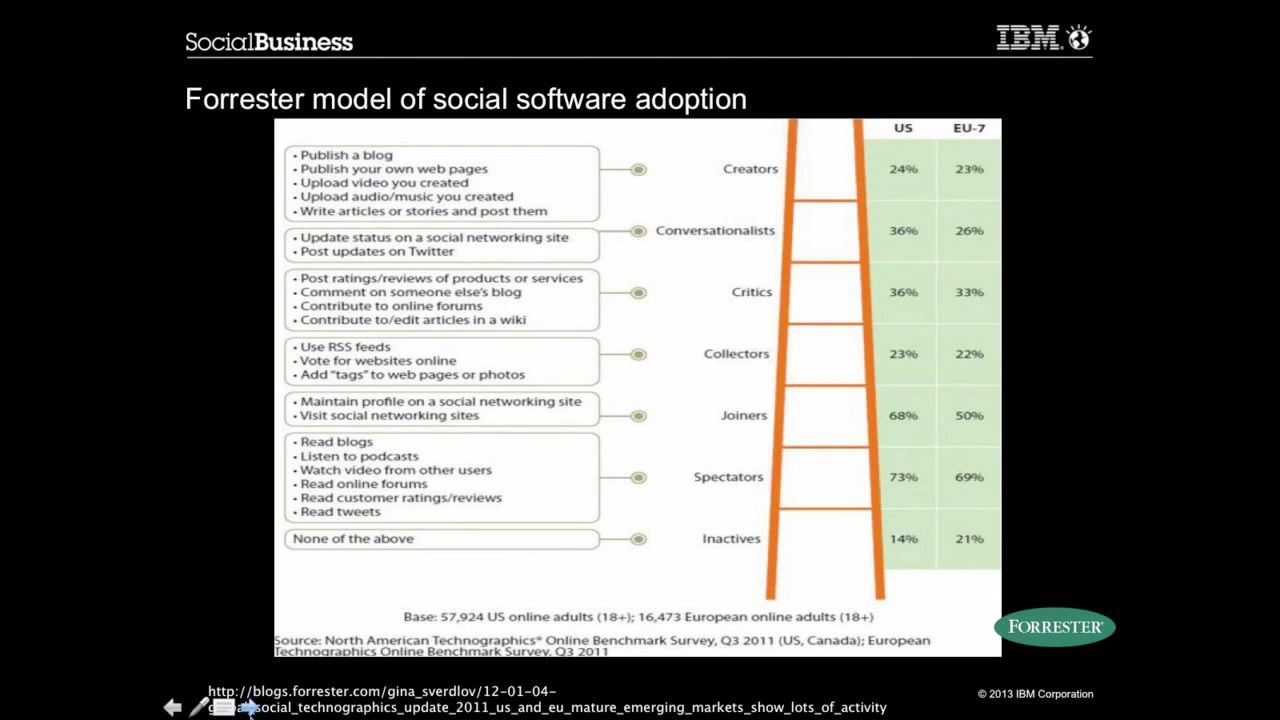 SocialBusiness
IBM
Forrester model of social software adoption
US EU-7
• Publish a blog
• Publish your own web pages
• Upload video you created
• Upload audio/music you created
• Write articles or stories and post them
Creators 24% 23%
• Update status on a social networking site
• Post updates on Twitter
Conversationalists 36% 26%
• Post ratings/reviews of products or services
• Comment on someone else's blog
• Contribute to online forums
• Contribute to/edit articles in a wiki
Critics 36% 33%
• Use RSS feeds
• Vote for websites online
• Add "tags" to web pages or photos
Collectors 23% 22%
• Maintain profile on a social networking site
• Visit social networking sites
Joiners 68% 50%
• Read blogs
• Listen to podcasts
• Watch video from other users
• Read online forums
• Read customer ratings/reviews
• Read tweets
Spectators 73% 69%
None of the above
Inactives 14% 21%
Base: 57,924 US online adults (18+); 16,473 European online adults (18+)
Source: North American Technographics® Online Benchmark Survey, Q3 2011 (US, Canada); European
Technographics Online Benchmark Survey, Q3 2011
FORRESTER®
http://blogs.forrester.com/gina_sverdlov/12-01-04-
social_technographics_update_2011_us_and_eu_mature_emerging_markets_show_lots_of_activity
© 2013 IBM Corporation